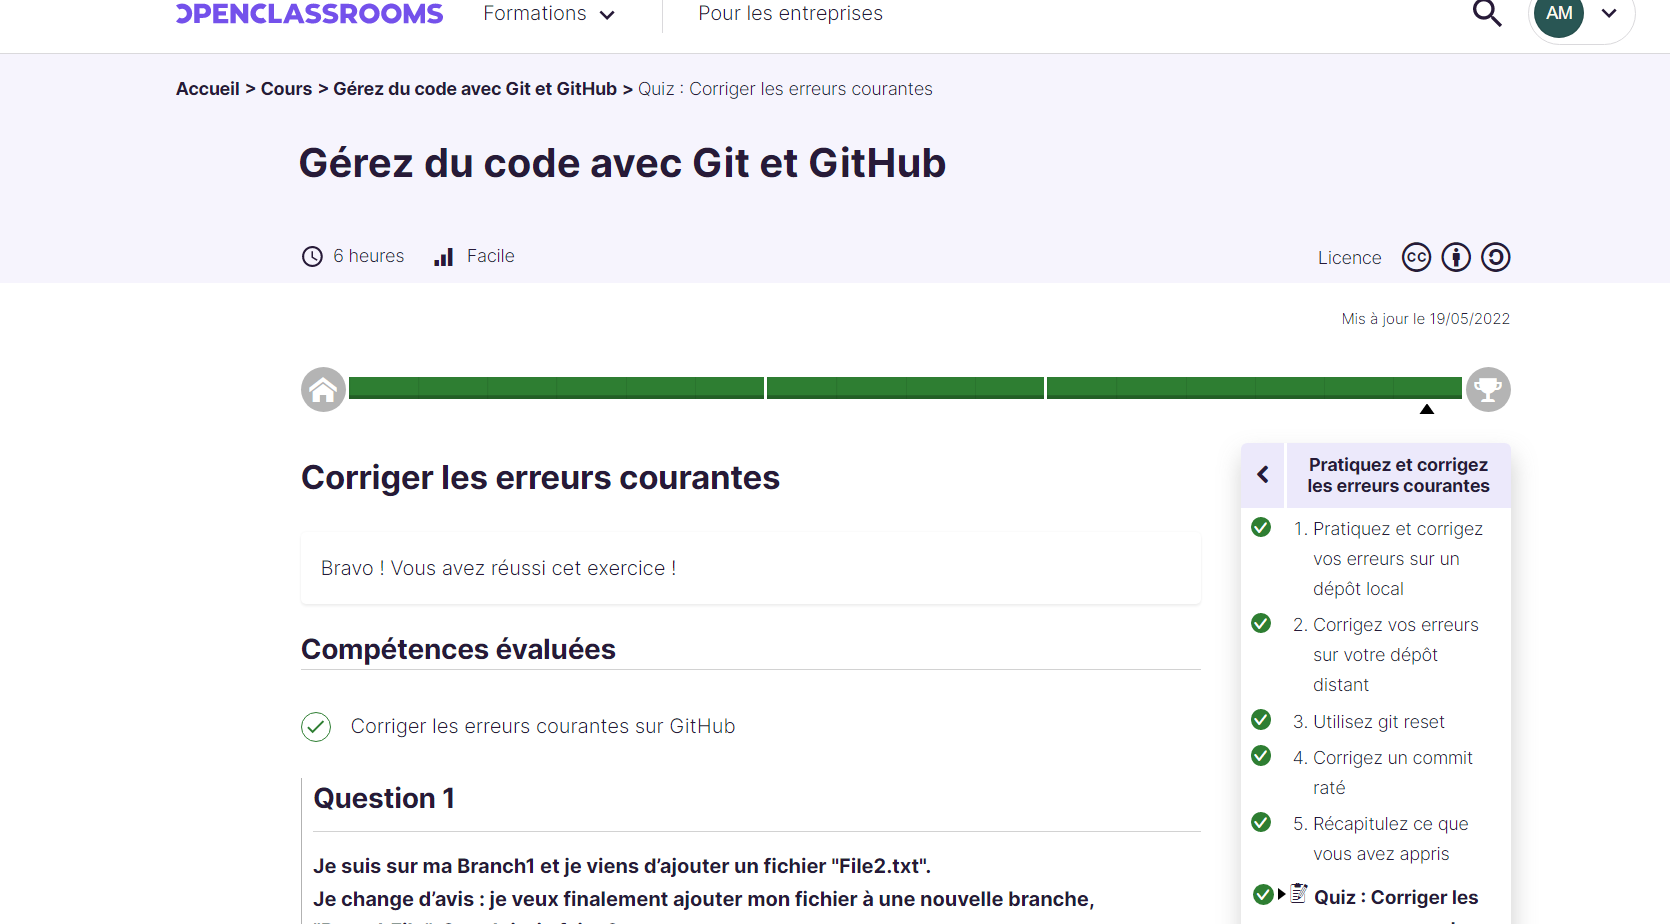 OPENCLASSROOMS
Formations
Pour les entreprises
AM
Accueil > Cours > Gérez du code avec Git et GitHub > Quiz : Corriger les erreurs courantes
Gérez du code avec Git et GitHub
6 heures
Facile
Licence
CC
Mis à jour le 19/05/2022
Corriger les erreurs courantes
Bravo ! Vous avez réussi cet exercice !
Compétences évaluées
Corriger les erreurs courantes sur GitHub
Question 1
Je suis sur ma Branch1 et je viens d’ajouter un fichier "File2.txt".
Je change d’avis : je veux finalement ajouter mon fichier à une nouvelle branche,
Pratiquez et corrigez
les erreurs courantes
1. Pratiquez et corrigez
vos erreurs sur un
dépôt local
2. Corrigez vos erreurs
sur votre dépôt
distant
3. Utilisez git reset
4. Corrigez un commit
raté
5. Récapitulez ce que
vous avez appris
Quiz : Corriger les